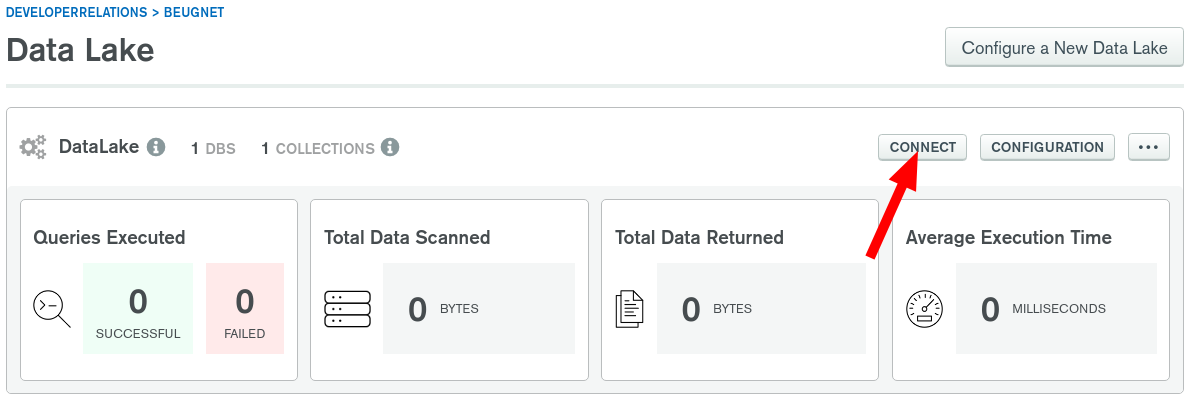 DEVELOPERRELATIONS > BEUGNET
Data Lake
Configure a New Data Lake
DataLake 1 DBS 1 COLLECTIONS
CONNECT CONFIGURATION •••
Queries Executed
0
SUCCESSFUL
0
FAILED
Total Data Scanned
0 BYTES
Total Data Returned
0 BYTES
Average Execution Time
0 MILLISECONDS